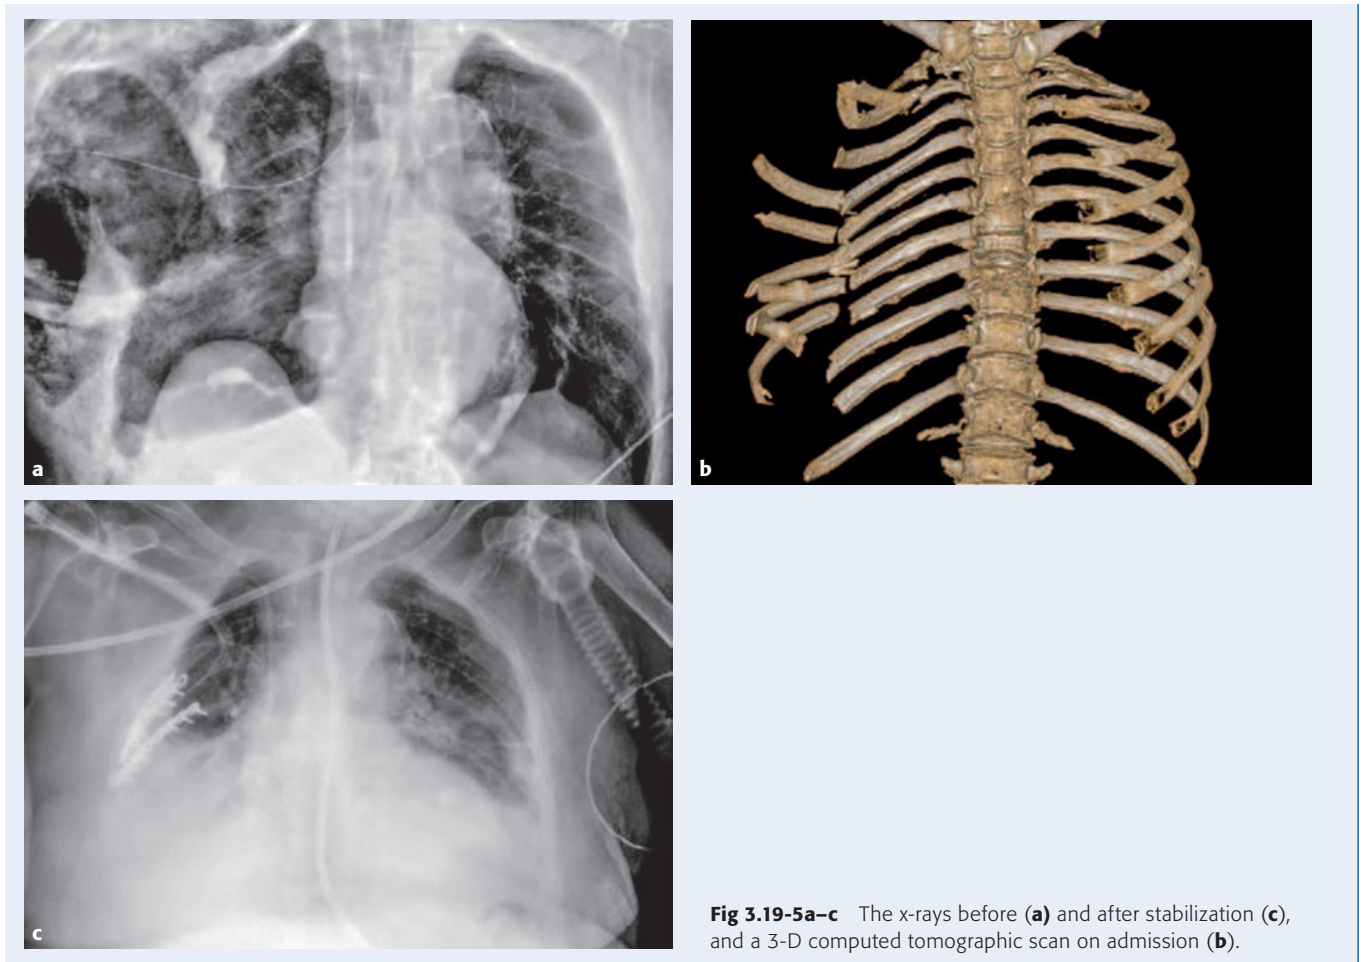 a
b
c
Fig 3.19-5a–c The x-rays before (a) and after stabilization (c),
and a 3-D computed tomographic scan on admission (b).